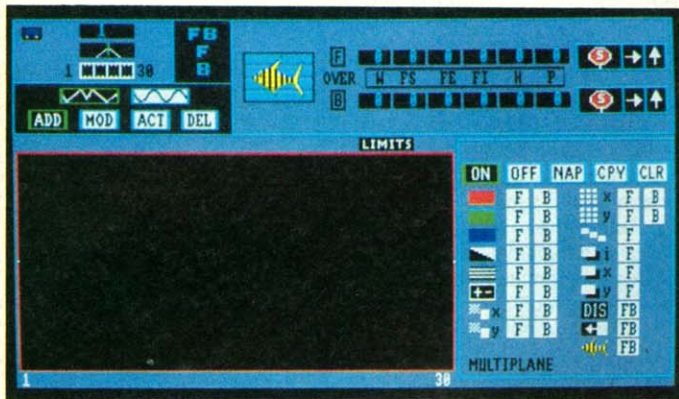 FB
F
B
1 30
ADD MOD ACT DEL
F
OVER W FS FE FI H P
B
S
S
LIMITS
ON OFF NAP CPY CLR
F B x F B
F B y F B
F B F
F B i F
F B x F
+- F B y F
x F B DIS FB
y F B FB
FB
MULTIPLANE
1 30